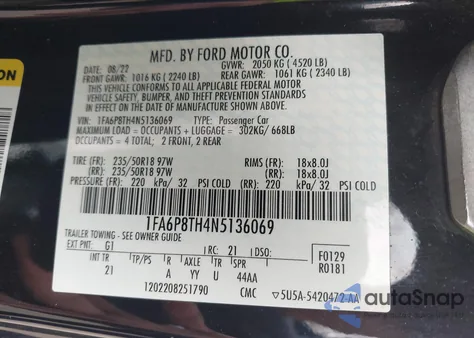 MFD. BY FORD MOTOR CO.
DATE: 08/22 GVWR: 2050 KG ( 4520 LB)
FRONT GAWR: 1016 KG ( 2240 LB) REAR GAWR: 1061 KG ( 2340 LB)
THIS VEHICLE CONFORMS TO ALL APPLICABLE FEDERAL MOTOR
VEHICLE SAFETY, BUMPER, AND THEFT PREVENTION STANDARDS
IN EFFECT ON THE DATE OF MANUFACTURE SHOWN ABOVE.
VIN: 1FA6P8TH4N5136069 TYPE: Passenger Car
MAXIMUM LOAD = OCCUPANTS + LUGGAGE = 302KG/ 668LB
OCCUPANTS = 4 TOTAL; 2 FRONT, 2 REAR
TIRE (FR): 235/50R18 97W RIMS (FR): 18x8.0J
(RR): 235/50R18 97W (RR): 18x8.0J
PRESSURE (FR): 220 kPa/ 32 PSI COLD (RR): 220 kPa/ 32 PSI COLD
1FA6P8TH4N5136069
TRAILER TOWING - SEE OWNER GUIDE
EXT PNT: G1 RC: 21 DSO: F0129
INT TR TP/PS R AXLE TR SPR R0181
21 A YY U 44AA
1202208251790 CMC 5U5A-5420472-AA
autoSnap